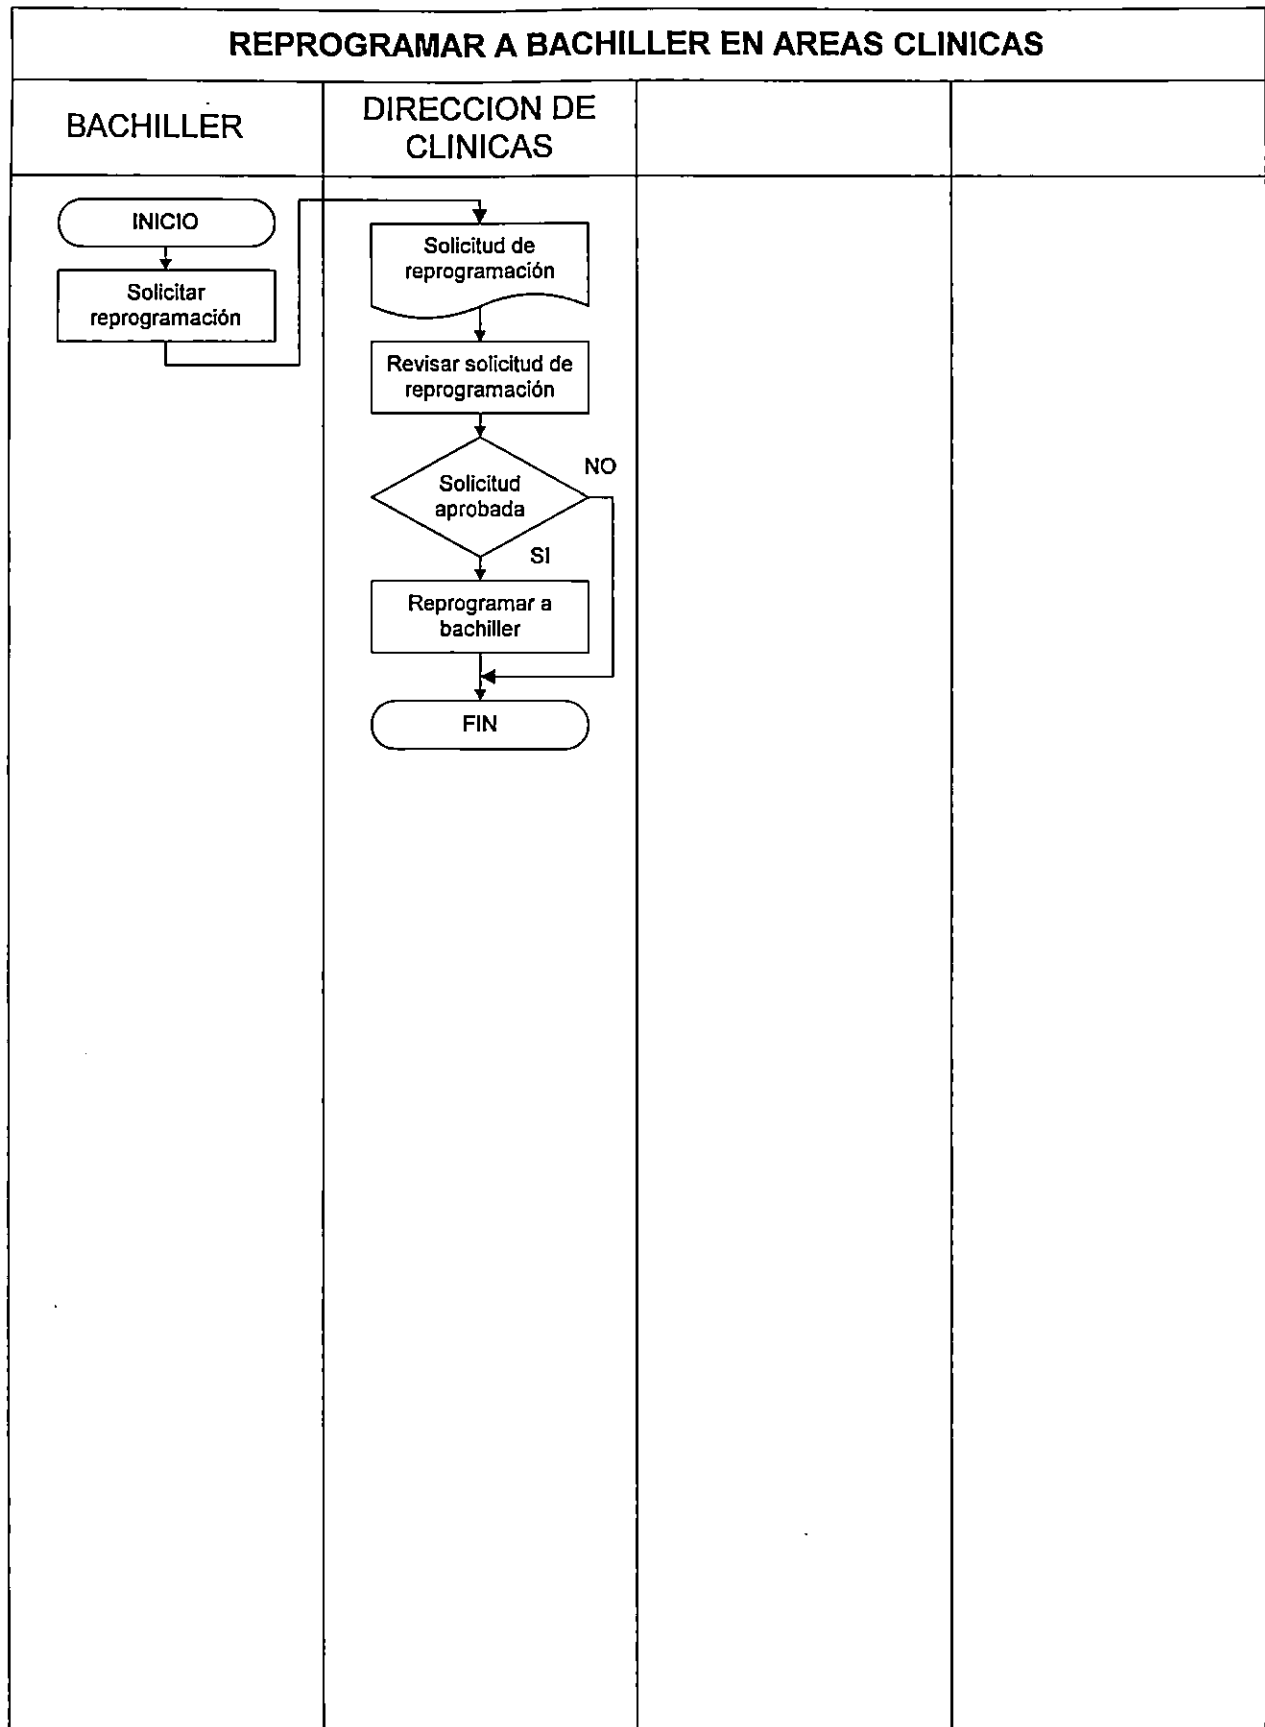 REPROGRAMAR A BACHILLER EN AREAS CLINICAS
BACHILLER
DIRECCION DE
CLINICAS
INICIO
Solicitar
reprogramación
Solicitud de
reprogramación
Revisar solicitud de
reprogramación
Solicitud
aprobada
NO
SI
Reprogramar a
bachiller
FIN